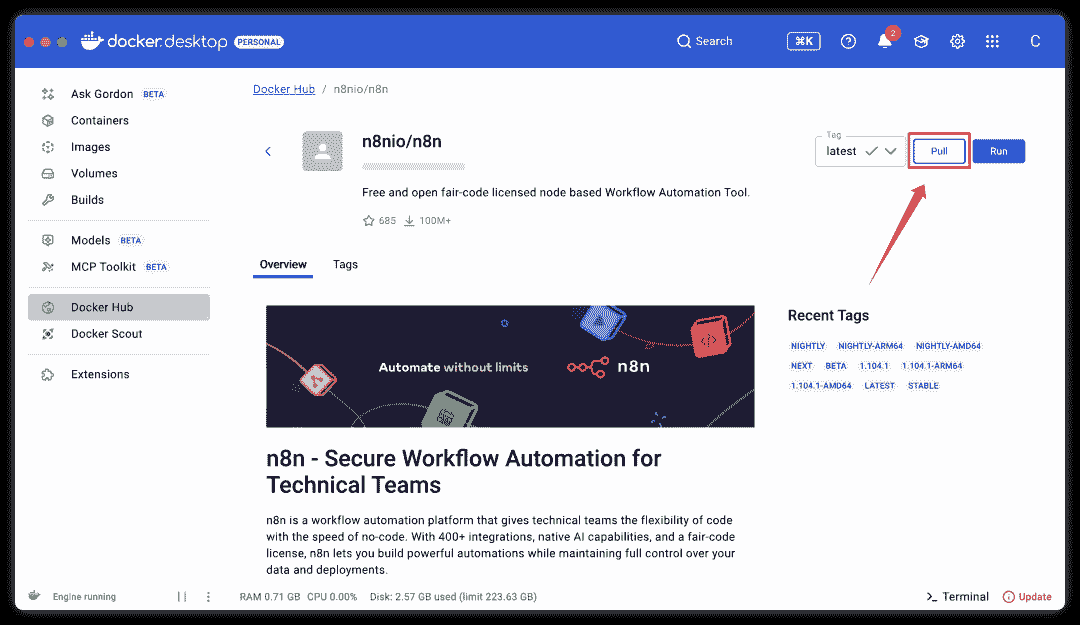 docker.desktop PERSONAL
Search
⌘K
2
C
Ask Gordon BETA
Containers
Images
Volumes
Builds
Models BETA
MCP Toolkit BETA
Docker Hub
Docker Scout
Extensions
Docker Hub / n8nio/n8n
n8nio/n8n
Free and open fair-code licensed node based Workflow Automation Tool.
685 100M+
Tag
latest
Pull
Run
Overview
Tags
Automate without limits
n8n
n8n - Secure Workflow Automation for
Technical Teams
n8n is a workflow automation platform that gives technical teams the flexibility of code
with the speed of no-code. With 400+ integrations, native AI capabilities, and a fair-code
license, n8n lets you build powerful automations while maintaining full control over your
data and deployments.
Recent Tags
NIGHTLY NIGHTLY-ARM64 NIGHTLY-AMD64
NEXT BETA 1.104.1 1.104.1-ARM64
1.104.1-AMD64 LATEST STABLE
Engine running
RAM 0.71 GB CPU 0.00% Disk: 2.57 GB used (limit 223.63 GB)
>_ Terminal
Update